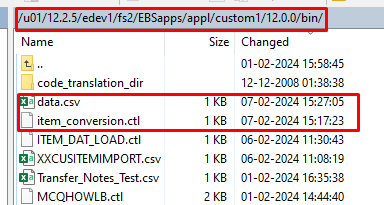 /u01/12.2.5/edev1/fs2/EBSapps/appl/custom1/12.0.0/bin/
Name Size Changed
.. 01-02-2024 15:58:45
code_translation_dir 12-12-2008 01:38:38
data.csv 1 KB 07-02-2024 15:27:05
item_conversion.ctl 1 KB 07-02-2024 15:17:23
ITEM_DAT_LOAD.ctl 1 KB 06-02-2024 11:30:43
XXCUSITEMIMPORT.csv 1 KB 06-02-2024 11:08:19
Transfer_Notes_Test.csv 1 KB 01-02-2024 16:35:38
MCQHOWLB.ctl 2 KB 01-02-2024 14:44:40